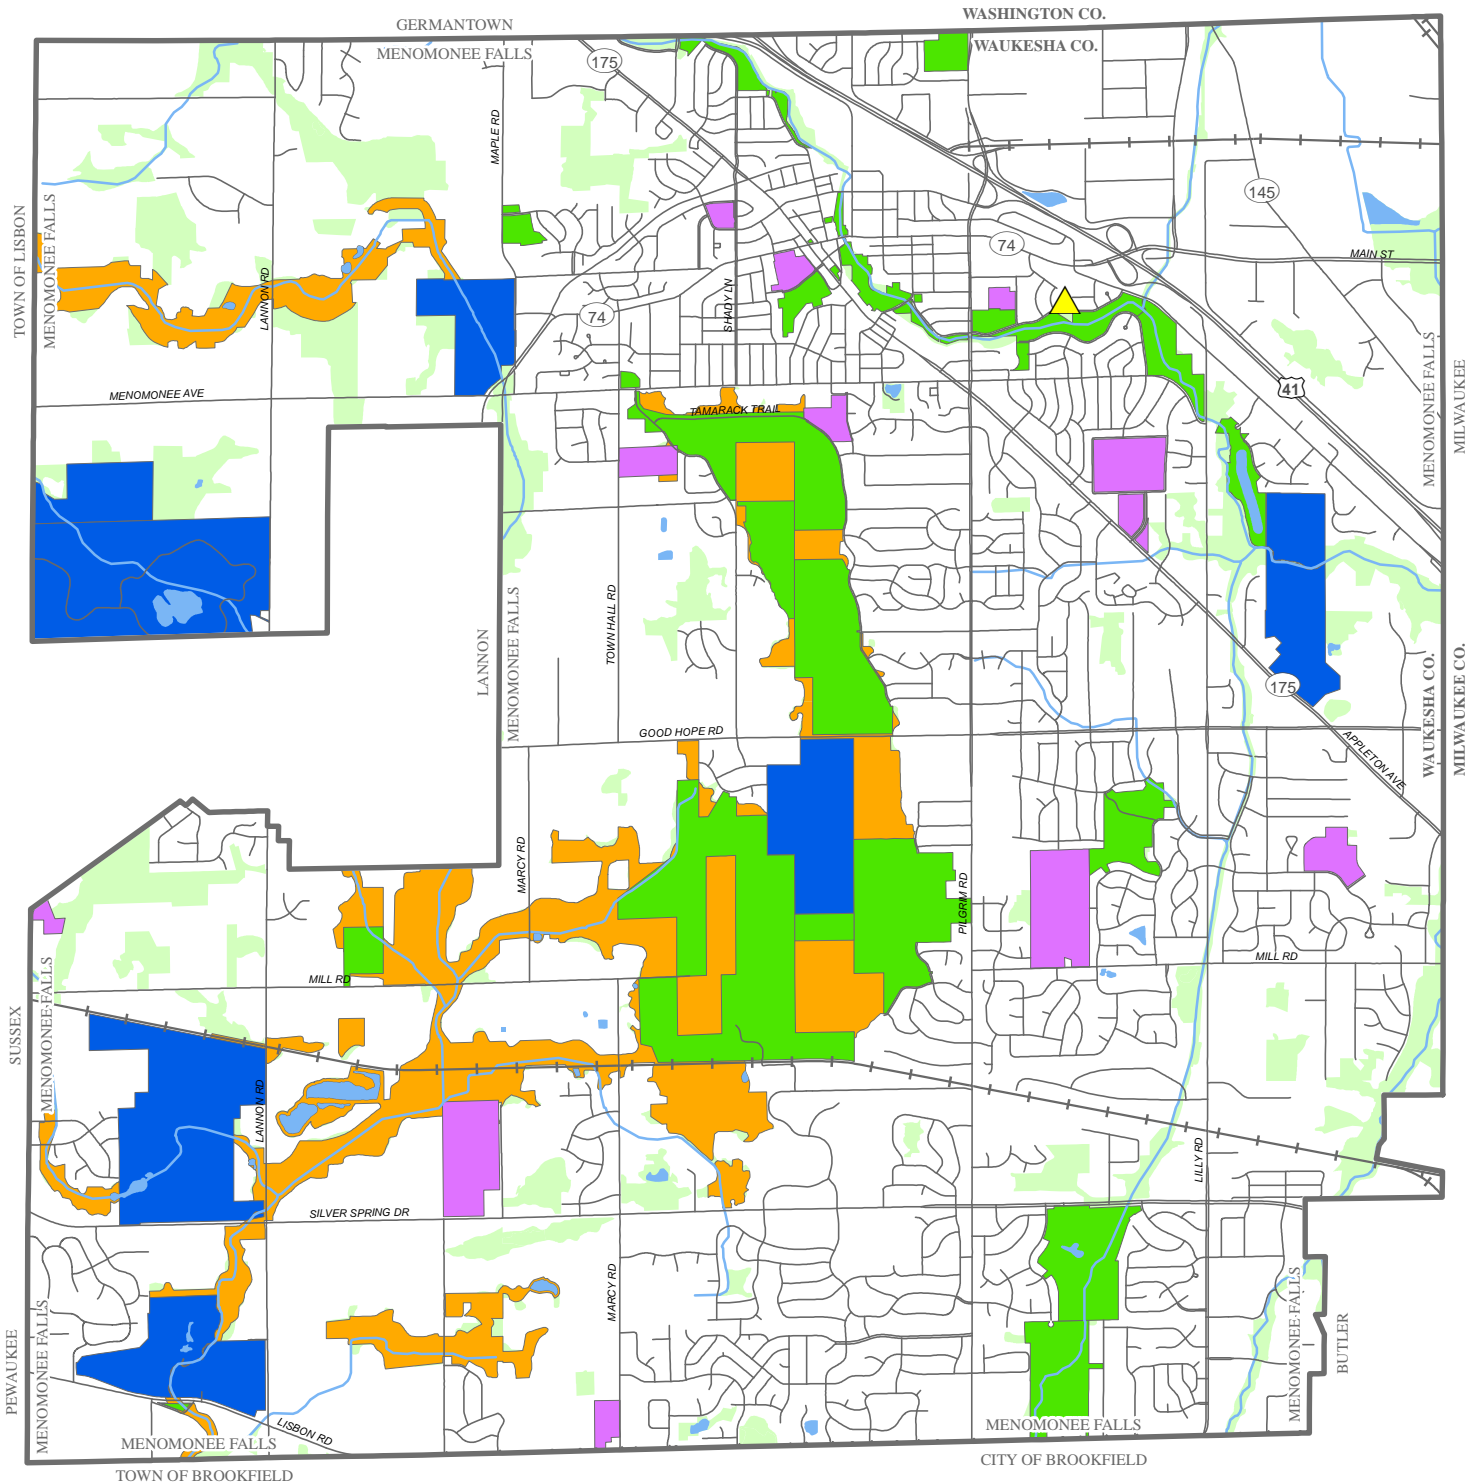 WASHINGTON CO.
GERMANTOWN
WAUKESHA CO.
MENOMONEE FALLS
175
MAPLE RD
145
TOWN OF LISBON
MENOMONEE FALLS
74
MAIN ST
LANNON RD
SHADY LN
74
MENOMONEE FALLS
MILWAUKEE
41
MENOMONEE AVE
TAMARACK TRAIL
TOWN HALL RD
LANNON
MENOMONEE FALLS
175
WAUKESHA CO.
MILWAUKEE CO.
GOOD HOPE RD
APPLETON AVE
MARCY RD
PILGRIM RD
MILL RD
MILL RD
SUSSEX
MENOMONEE FALLS
LANNON RD
LILLY RD
SILVER SPRING DR
MARCY RD
PEWAUKEE
MENOMONEE FALLS
MENOMONEE FALLS
BUTLER
LISBON RD
MENOMONEE FALLS
MENOMONEE FALLS
CITY OF BROOKFIELD
TOWN OF BROOKFIELD